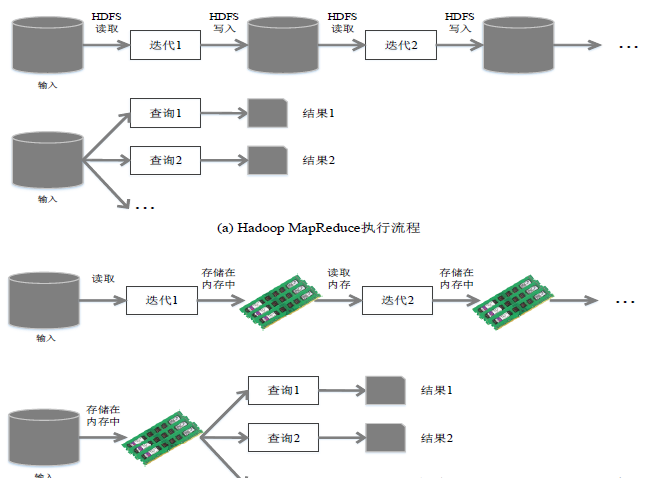 HDFS
读取
HDFS
写入
HDFS
读取
HDFS
写入
迭代1
迭代2
...
输入
查询1
结果1
查询2
结果2
输入
...
(a) Hadoop MapReduce执行流程
读取
存储在
内存中
读取
内存
存储在
内存中
迭代1
迭代2
...
输入
存储在
内存中
查询1
结果1
查询2
结果2
输入